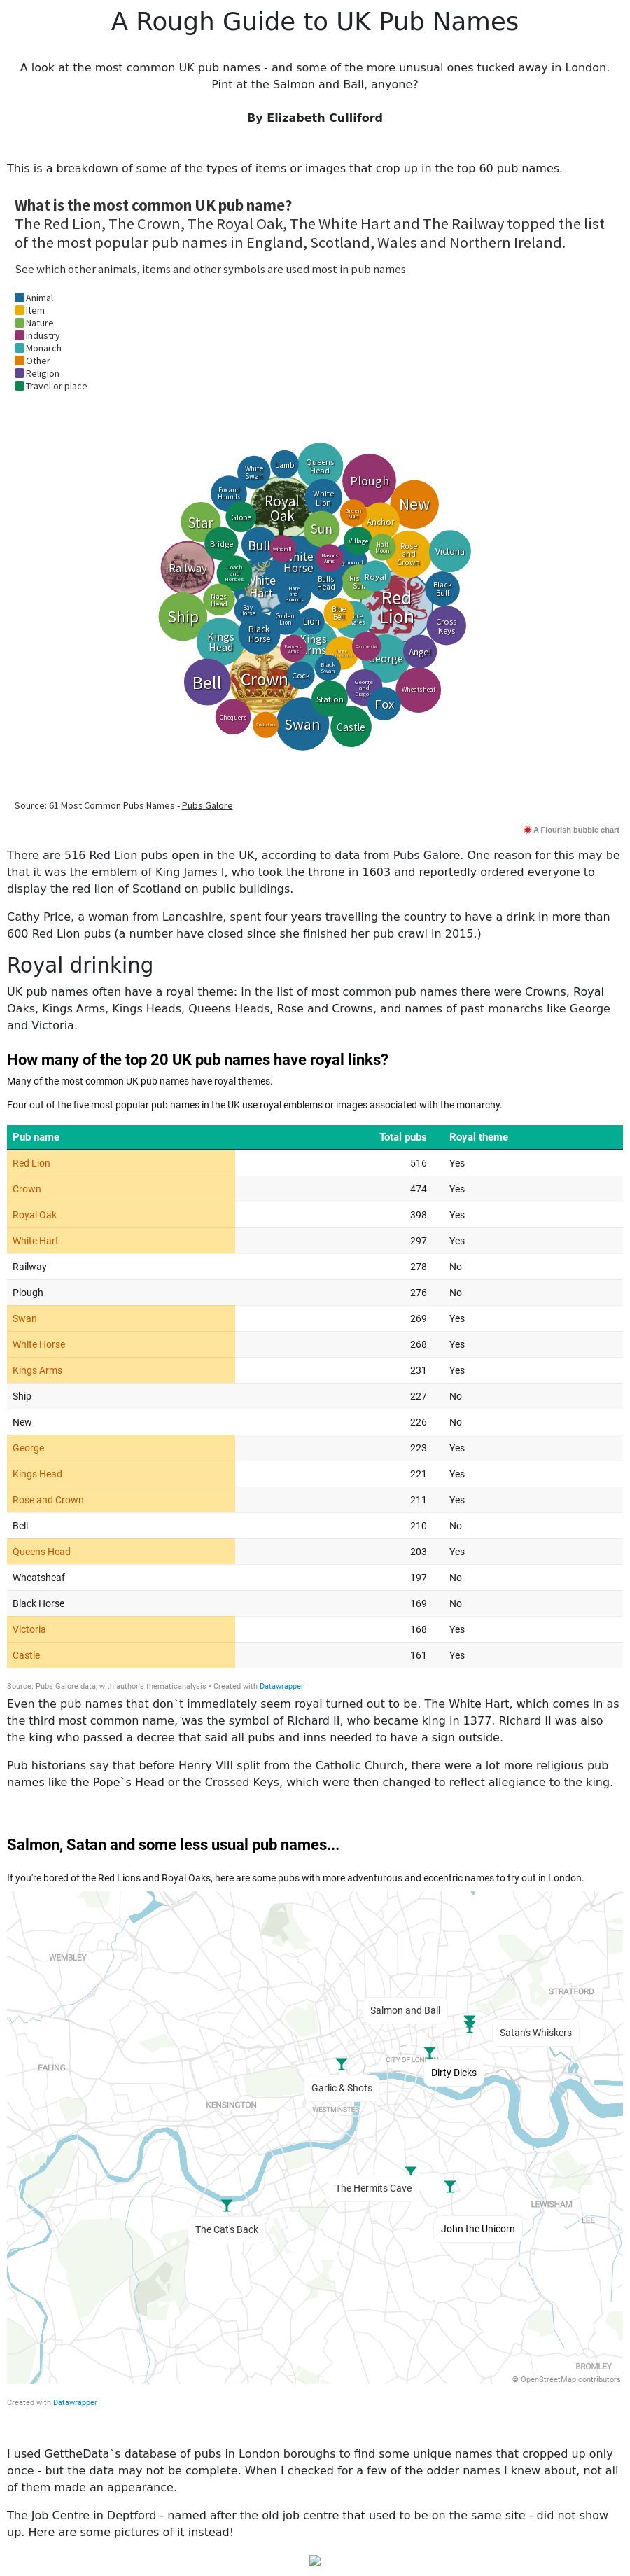 A Rough Guide to UK Pub Names
A look at the most common UK pub names - and some of the more unusual ones tucked away in London.
Pint at the Salmon and Ball, anyone?
By Elizabeth Culliford
This is a breakdown of some of the types of items or images that crop up in the top 60 pub names.
What is the most common UK pub name?
The Red Lion, The Crown, The Royal Oak, The White Hart and The Railway topped the list
of the most popular pub names in England, Scotland, Wales and Northern Ireland.
See which other animals, items and other symbols are used most in pub names
Animal
Item
Nature
Industry
Monarch
Other
Religion
Travel or place
Queens
Head
Lamb
White
Swan
Plough
Fox and
Hounds
White
Lion
Royal
Oak
New
Green
Man
Anchor
Star
Globe
Sun
Village
Bridge
Bull
Windmill
Half
Moon
Rose
and
Crown
Victoria
Masons
Arms
White
Horse
Railway
Coach
and
Horses
White
Hart
Bulls
Head
Royal
Black
Bull
Hare
and
Hounds
Red
Lion
Nags
Head
Bay
Horse
Ship
Golden
Lion
Lion
Blue
Bell
Cross
Keys
Kings
Head
Black
Horse
Kings
Arms
Farmers
Arms
Commercial
George
Angel
Black
Swan
Bell
Crown
Cock
George
and
Dragon
Wheatsheaf
Station
Fox
Chequers
Cricketers
Swan
Castle
Source: 61 Most Common Pubs Names - Pubs Galore
A Flourish bubble chart
There are 516 Red Lion pubs open in the UK, according to data from Pubs Galore. One reason for this may be
that it was the emblem of King James I, who took the throne in 1603 and reportedly ordered everyone to
display the red lion of Scotland on public buildings.
Cathy Price, a woman from Lancashire, spent four years travelling the country to have a drink in more than
600 Red Lion pubs (a number have closed since she finished her pub crawl in 2015.)
Royal drinking
UK pub names often have a royal theme: in the list of most common pub names there were Crowns, Royal
Oaks, Kings Arms, Kings Heads, Queens Heads, Rose and Crowns, and names of past monarchs like George
and Victoria.
How many of the top 20 UK pub names have royal links?
Many of the most common UK pub names have royal themes.
Four out of the five most popular pub names in the UK use royal emblems or images associated with the monarchy.
Pub name Total pubs Royal theme
Red Lion 516 Yes
Crown 474 Yes
Royal Oak 398 Yes
White Hart 297 Yes
Railway 278 No
Plough 276 No
Swan 269 Yes
White Horse 268 Yes
Kings Arms 231 Yes
Ship 227 No
New 226 No
George 223 Yes
Kings Head 221 Yes
Rose and Crown 211 Yes
Bell 210 No
Queens Head 203 Yes
Wheatsheaf 197 No
Black Horse 169 No
Victoria 168 Yes
Castle 161 Yes
Source: Pubs Galore data, with author's thematicanalysis • Created with Datawrapper
Even the pub names that don`t immediately seem royal turned out to be. The White Hart, which comes in as
the third most common name, was the symbol of Richard II, who became king in 1377. Richard II was also
the king who passed a decree that said all pubs and inns needed to have a sign outside.
Pub historians say that before Henry VIII split from the Catholic Church, there were a lot more religious pub
names like the Pope`s Head or the Crossed Keys, which were then changed to reflect allegiance to the king.
Salmon, Satan and some less usual pub names...
If you're bored of the Red Lions and Royal Oaks, here are some pubs with more adventurous and eccentric names to try out in London.
WEMBLEY
STRATFORD
Salmon and Ball
Satan's Whiskers
CITY OF LONDON
EALING
Dirty Dicks
Garlic & Shots
KENSINGTON
WESTMINSTER
The Hermits Cave
LEWISHAM
LEE
The Cat's Back
John the Unicorn
BROMLEY
© OpenStreetMap contributors
Created with Datawrapper
I used GettheData`s database of pubs in London boroughs to find some unique names that cropped up only
once - but the data may not be complete. When I checked for a few of the odder names I knew about, not all
of them made an appearance.
The Job Centre in Deptford - named after the old job centre that used to be on the same site - did not show
up. Here are some pictures of it instead!